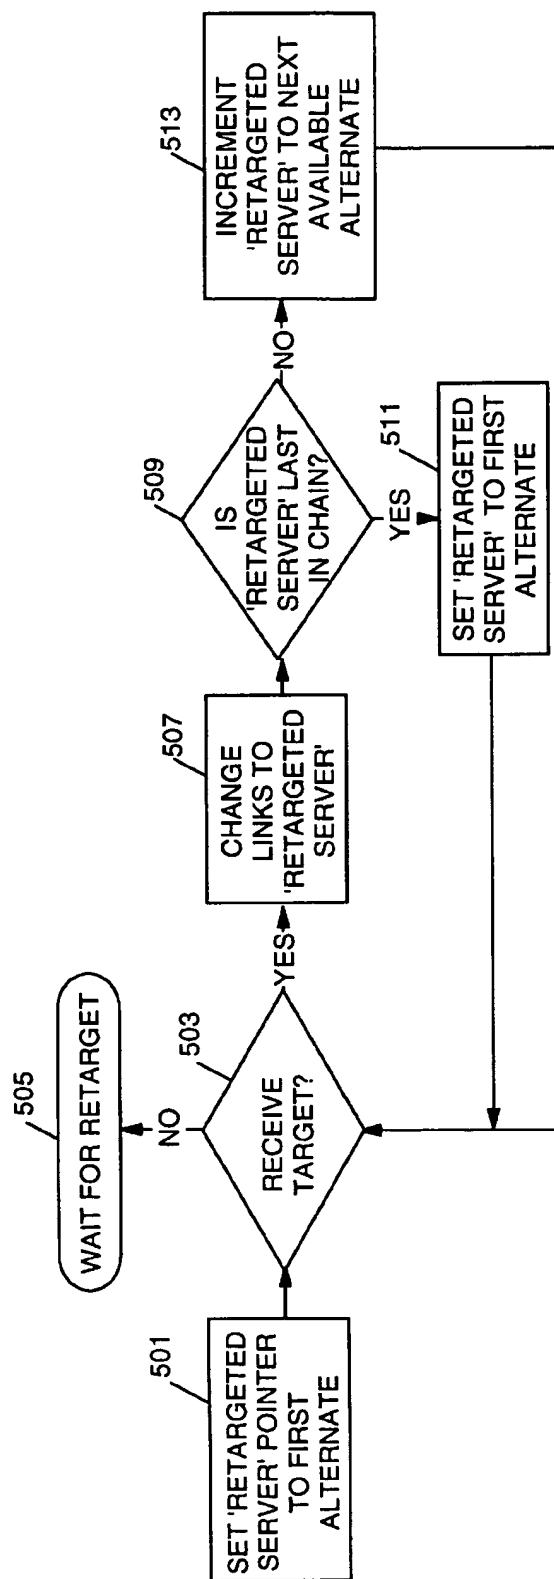 501
SET 'RETARGETED
SERVER' POINTER
TO FIRST
ALTERNATE
503
RECEIVE
TARGET?
NO
505
WAIT FOR RETARGET
YES
507
CHANGE
LINKS TO
'RETARGETED
SERVER'
509
IS
'RETARGETED
SERVER' LAST
IN CHAIN?
YES
511
SET 'RETARGETED
SERVER' TO FIRST
ALTERNATE
NO
513
INCREMENT
'RETARGETED
SERVER' TO NEXT
AVAILABLE
ALTERNATE